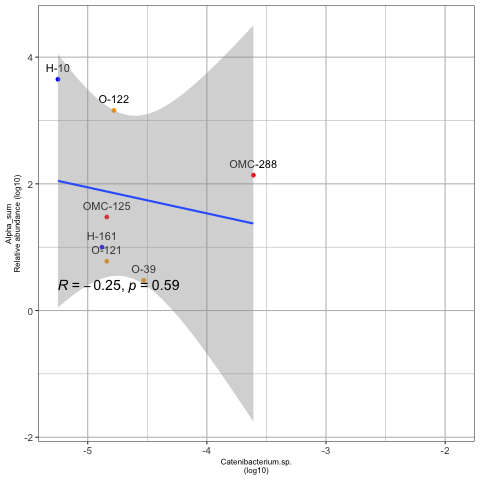 H-10
O-122
OMC-288
OMC-125
H-161
O-121
O-39
R = −0.25, p = 0.59
4
2
0
-2
-5
-4
-3
-2
Alpha_sum
Relative abundance (log10)
Catenibacterium.sp.
(log10)